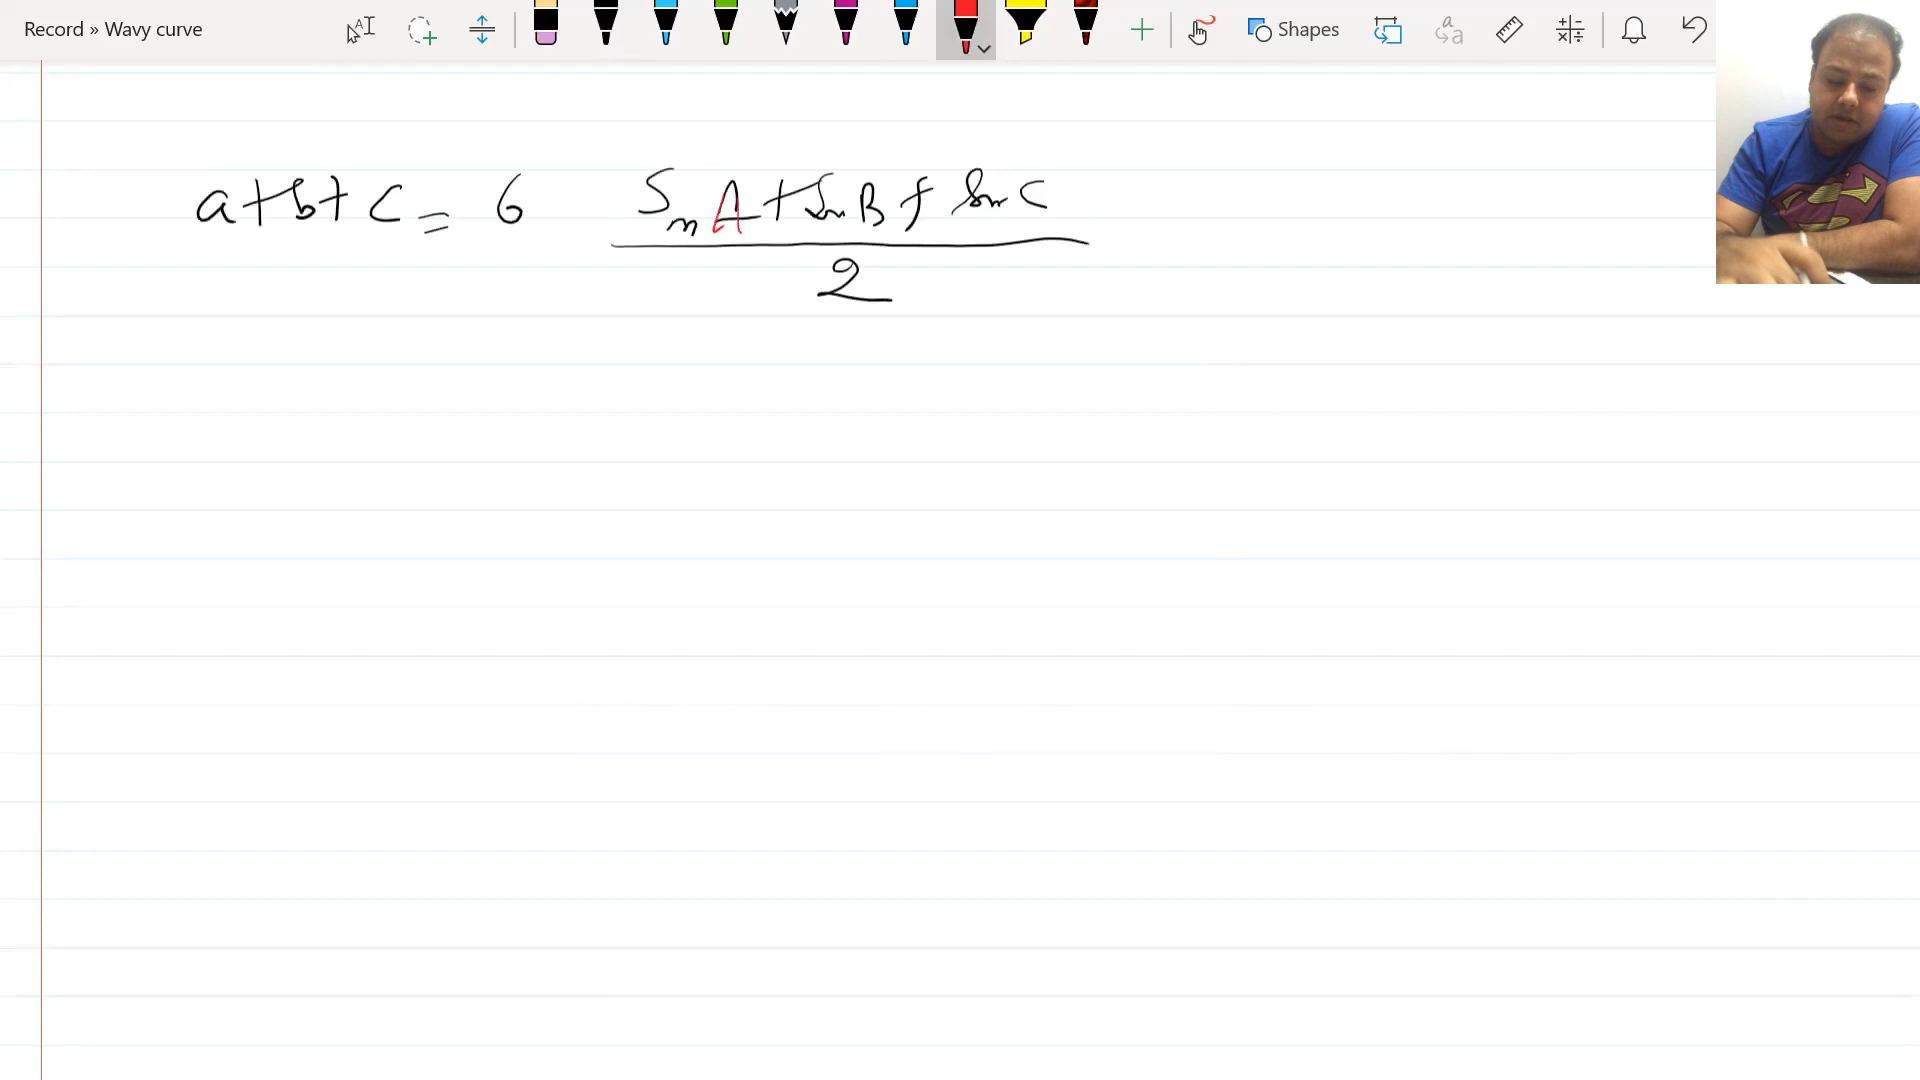 Record » Wavy curve
Shapes
a+b+c = 6 Sin A + Sin B + Sin C
2